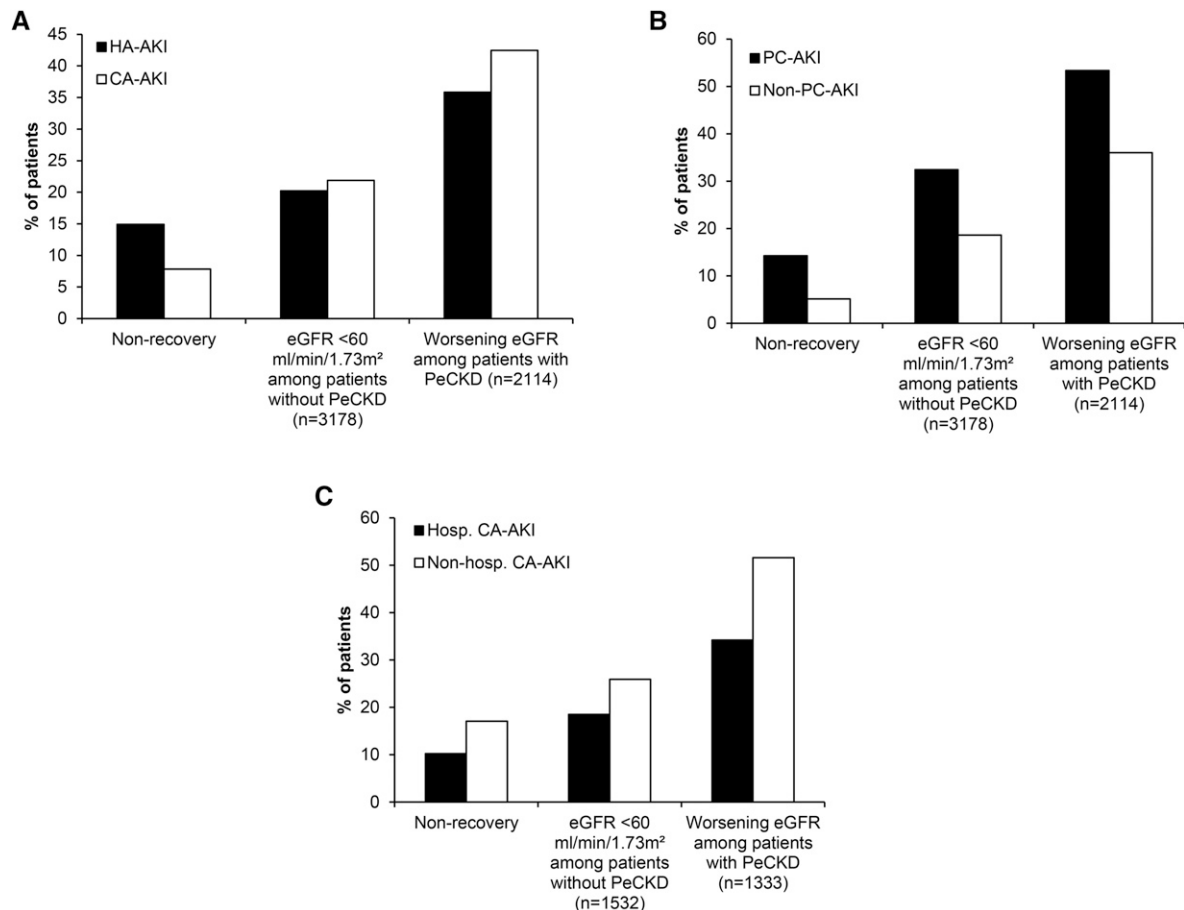 A
HA-AKI
CA-AKI
% of patients
45
40
35
30
25
20
15
10
5
0
Non-recovery
eGFR <60
ml/min/1.73m²
among patients
without PeCKD
(n=3178)
Worsening eGFR
among patients with
PeCKD (n=2114)
B
PC-AKI
Non-PC-AKI
% of patients
60
50
40
30
20
10
0
Non-recovery
eGFR <60
ml/min/1.73m²
among patients
without PeCKD
(n=3178)
Worsening eGFR
among patients
with PeCKD
(n=2114)
C
Hosp. CA-AKI
Non-hosp. CA-AKI
% of patients
60
50
40
30
20
10
0
Non-recovery
eGFR <60
ml/min/1.73m²
among patients
without PeCKD
(n=1532)
Worsening eGFR
among patients
with PeCKD
(n=1333)